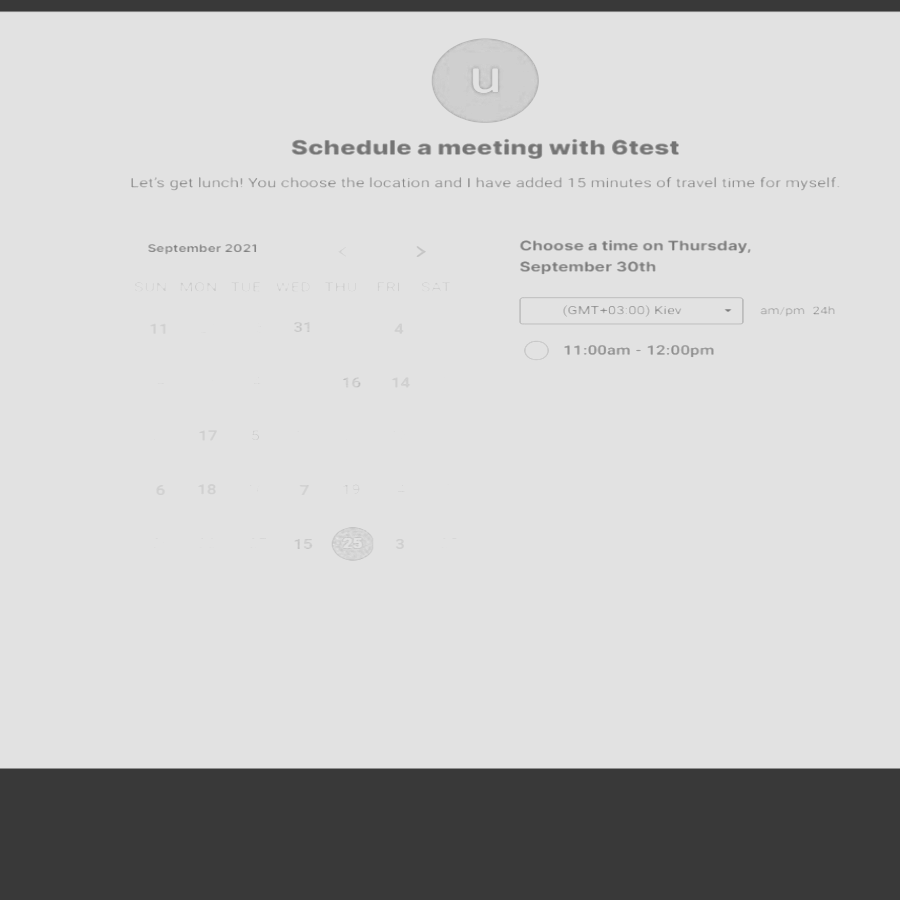 u
Schedule a meeting with 6test
Let's get lunch! You choose the location and I have added 15 minutes of travel time for myself.
September 2021 < >
SUN MON TUE WED THU FRI SAT
11 31 4
16 14
17 5
6 18 7 19
15 25 3
Choose a time on Thursday,
September 30th
(GMT+03:00) Kiev am/pm 24h
11:00am - 12:00pm